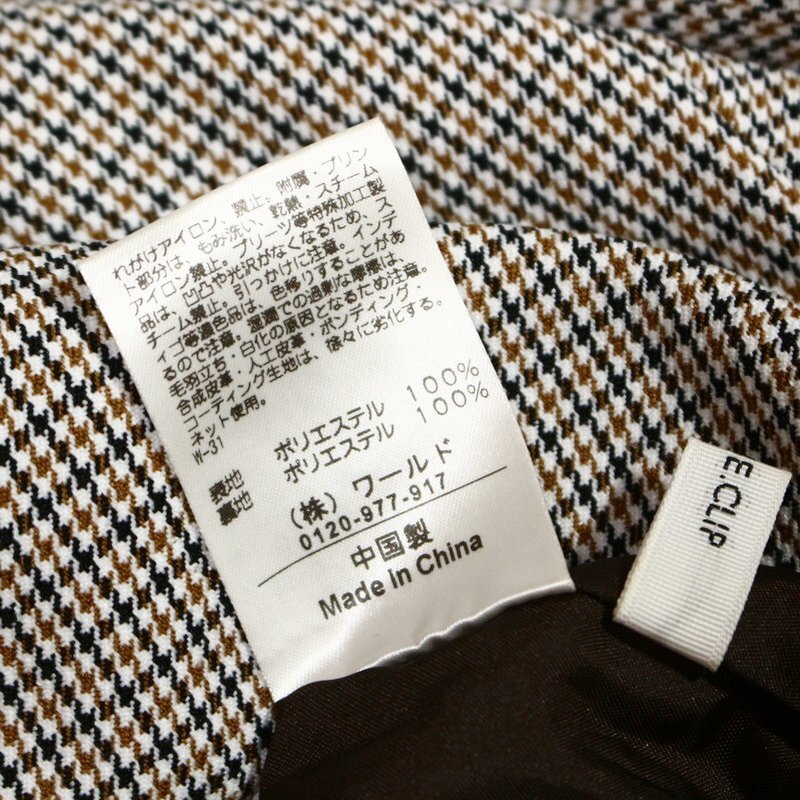 れがけアイロン、禁止。附属・プリン
ト部分は、もみ洗い、乾熱・スチーム
アイロン禁止。プリーツ等特殊加工製
品は、凹凸や光沢がなくなるため、ス
チーム禁止。引っかけに注意。インデ
ィゴ等濃色品は、色移りすることがあ
るので注意。湿潤での過剰な摩擦は、
毛羽立ち・白化の原因となるため注意。
合成皮革・人工皮革・ボンディング・
コーティング生地は、徐々に劣化する。
ネット使用。
W-31
表地 ポリエステル 100%
裏地 ポリエステル 100%
(株) ワールド
0120-977-917
中国製
Made in China
E.CLIP